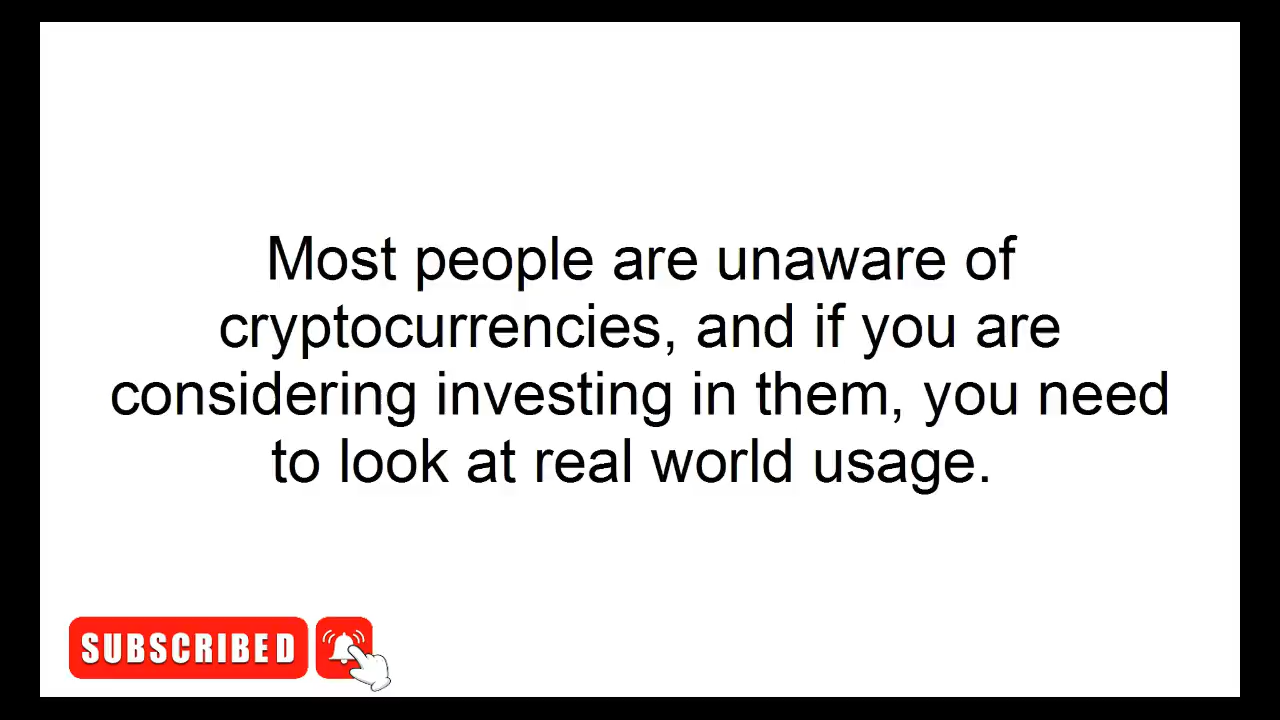 Most people are unaware of
cryptocurrencies, and if you are
considering investing in them, you need
to look at real world usage.
SUBSCRIBED